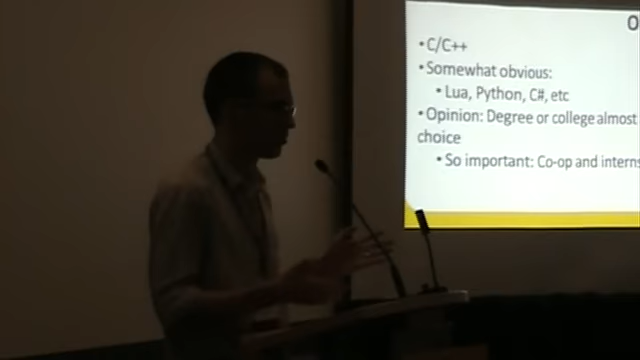 O
•C/C++
•Somewhat obvious:
•Lua, Python, C#, etc
•Opinion: Degree or college almost
choice
•So important: Co-op and interns